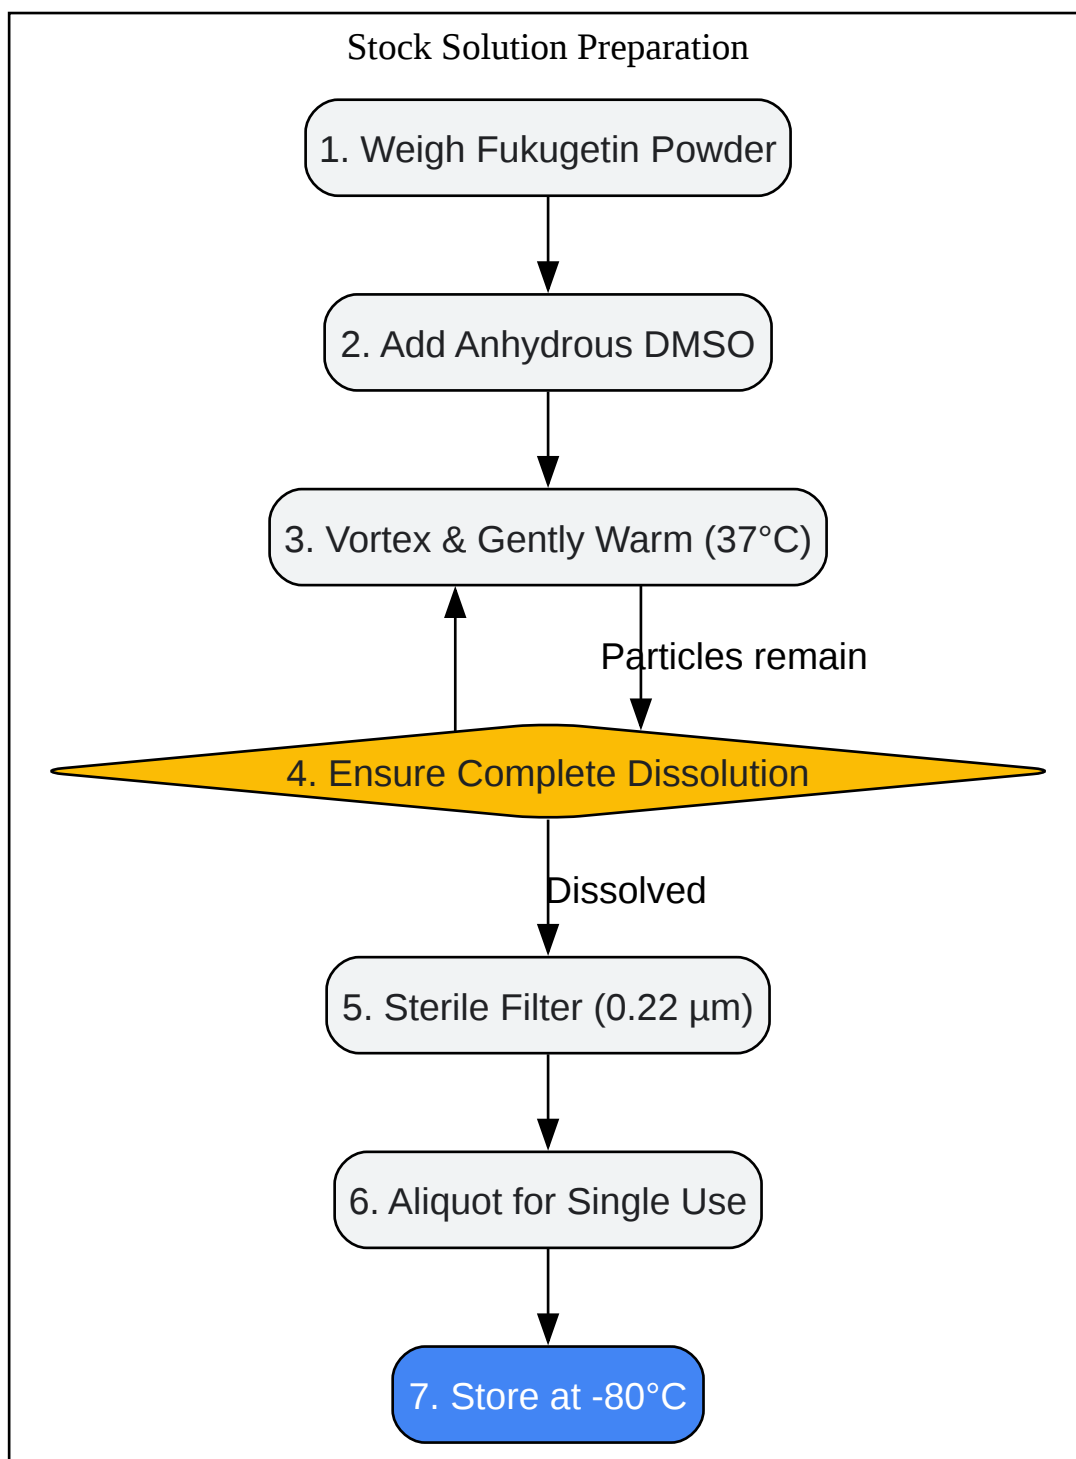 Stock Solution Preparation
1. Weigh Fukugetin Powder
2. Add Anhydrous DMSO
3. Vortex & Gently Warm (37°C)
Particles remain
4. Ensure Complete Dissolution
Dissolved
5. Sterile Filter (0.22 µm)
6. Aliquot for Single Use
7. Store at -80°C